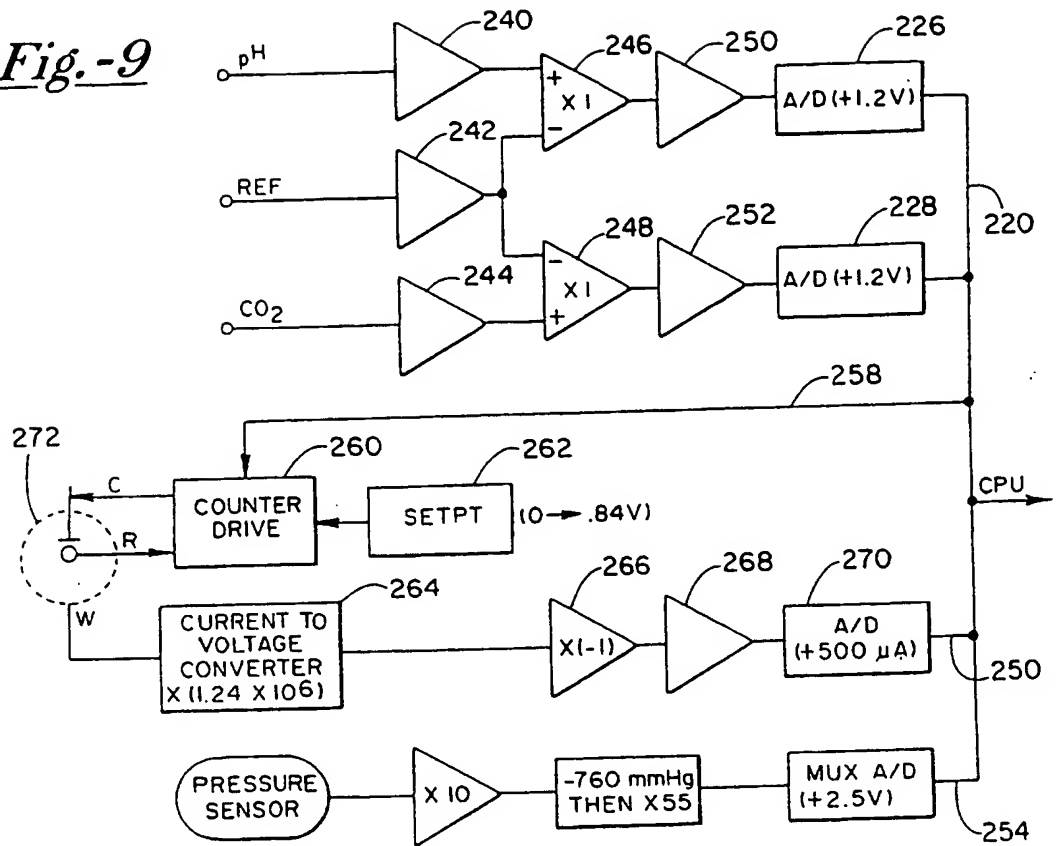 Fig.-9
pH
240
246
250
226
+
X1
-
A/D (+1.2V)
242
REF
220
248
252
228
244
-
X1
+
A/D (+1.2V)
CO2
258
272
260
262
C
COUNTER
DRIVE
SETPT
(0→.84V)
CPU
R
W
264
266
268
270
CURRENT TO
VOLTAGE
CONVERTER
X (1.24 X 10⁶)
X(-1)
A/D
(+500 μA)
250
PRESSURE
SENSOR
X 10
-760 mmHg
THEN X55
MUX A/D
(+2.5V)
254